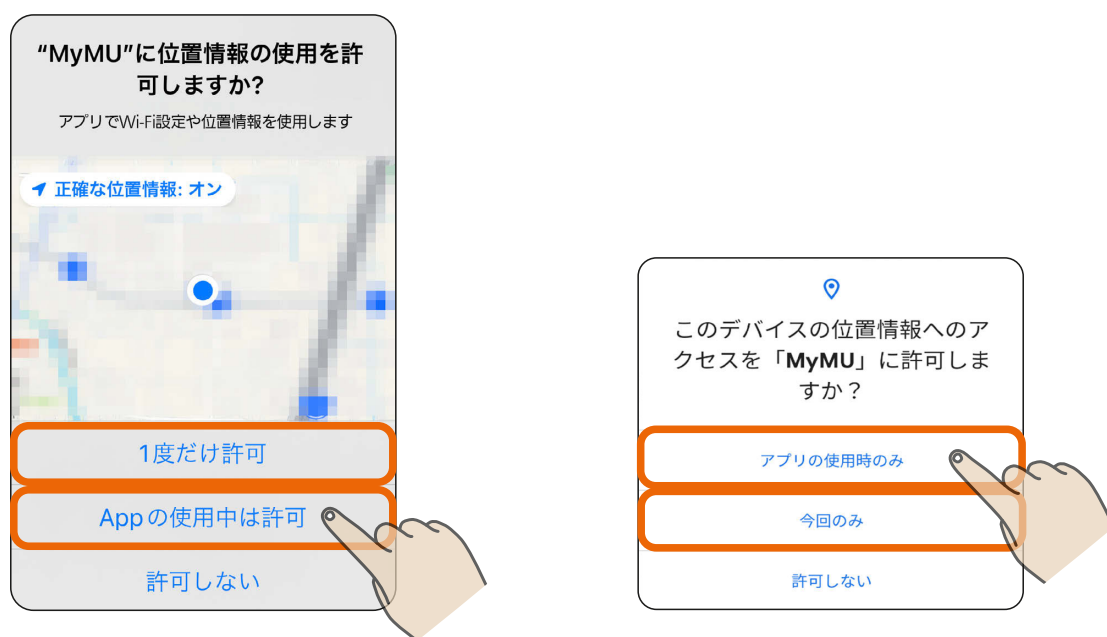 “MyMU”に位置情報の使用を許
可しますか?
アプリでWi-Fi設定や位置情報を使用します
正確な位置情報: オン
1度だけ許可
Appの使用中は許可
許可しない
このデバイスの位置情報へのア
クセスを「MyMU」に許可しま
すか？
アプリの使用時のみ
今回のみ
許可しない